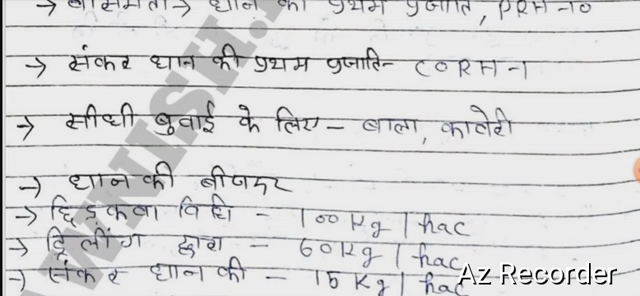 → बासमती → धान की प्रथम प्रजाति, PRH-10
→ संकर धान की प्रथम प्रजाति- CORH-1
→ सीधी बुवाई के लिए - बाला, कावेरी
→ धान की बीजदर
→ छिड़कवा विधि - 100 Kg / hac
→ ड्रिलींग द्वारा - 60 Kg / hac
→ संकर धान की - 15 Kg / hac
Az Recorder